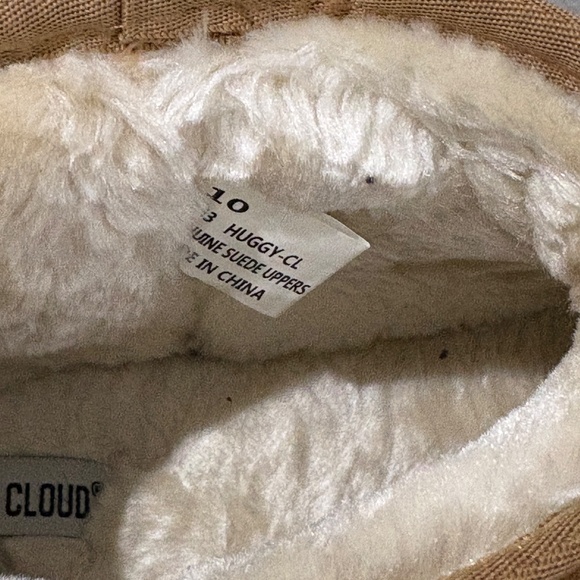 10
3 HUGGY-CL
UINE SUEDE UPPERS
E IN CHINA
CLOUD®